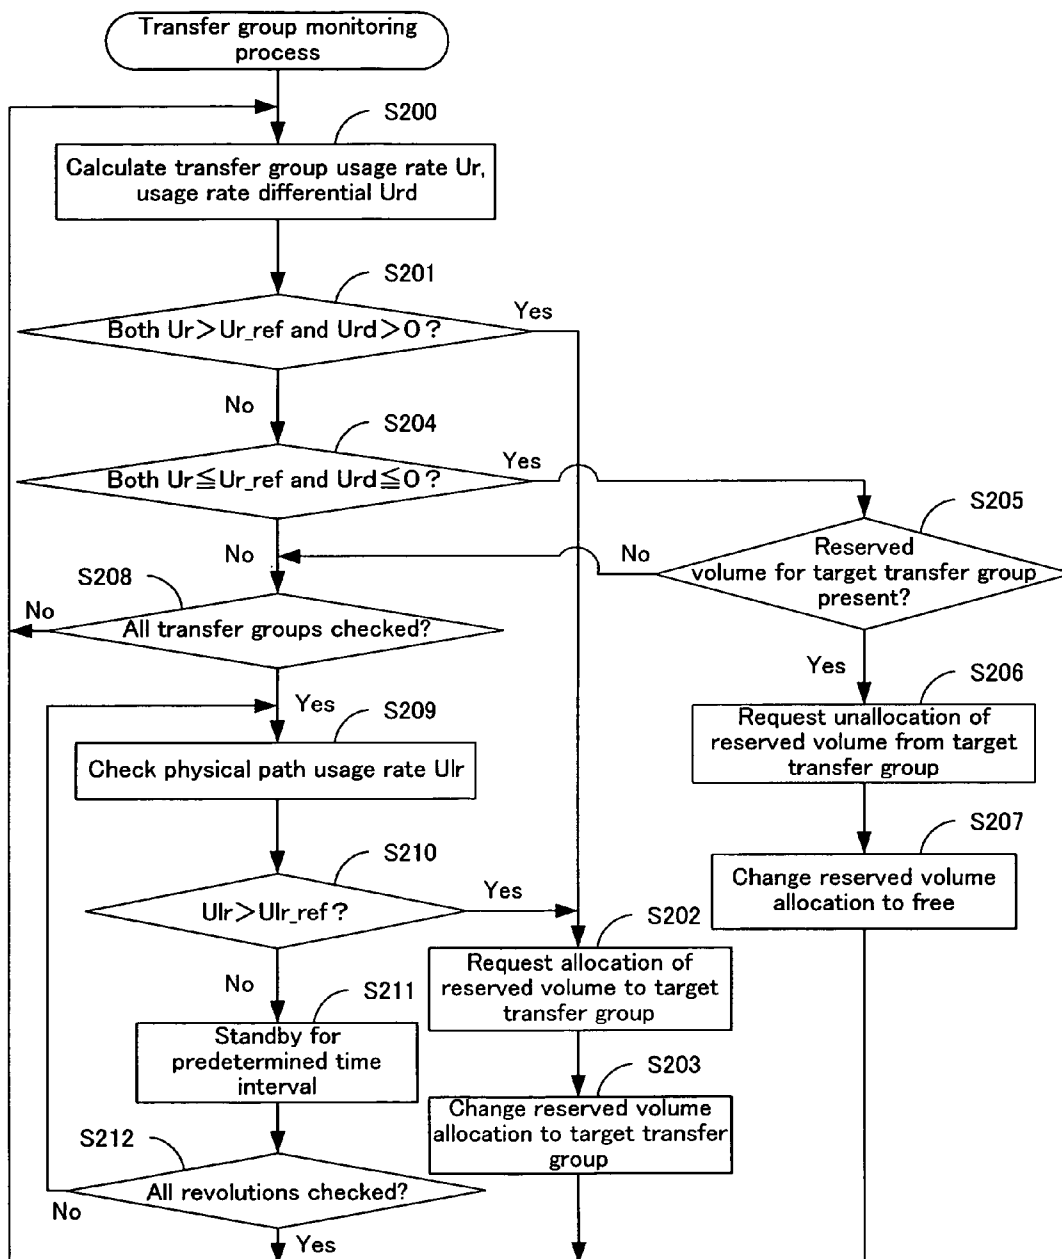 Transfer group monitoring
process
S200
Calculate transfer group usage rate Ur,
usage rate differential Urd
S201
Both Ur>Ur_ref and Urd>0?
Yes
No
S204
Both Ur≦Ur_ref and Urd≦0?
Yes
No
S205
Reserved
volume for target transfer group
present?
No
Yes
S208
All transfer groups checked?
No
Yes
S206
Request unallocation of
reserved volume from target
transfer group
S209
Check physical path usage rate Ulr
S207
Change reserved volume
allocation to free
S210
Ulr>Ulr_ref?
Yes
No
S202
Request allocation of
reserved volume to target
transfer group
S211
Standby for
predetermined time
interval
S203
Change reserved volume
allocation to target transfer
group
S212
All revolutions checked?
No
Yes